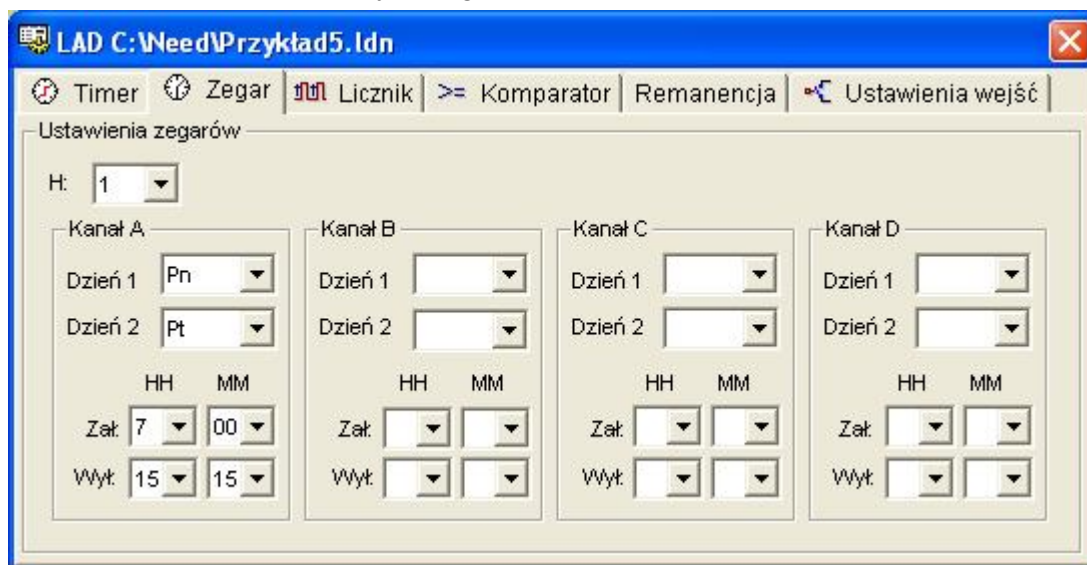 LAD C:\Need\Przykład5.ldn
Timer Zegar Licznik >= Komparator Remanencja Ustawienia wejść
Ustawienia zegarów
H: 1
Kanał A Kanał B Kanał C Kanał D
Dzień 1 Pn Dzień 1 Dzień 1 Dzień 1
Dzień 2 Pt Dzień 2 Dzień 2 Dzień 2
HH MM HH MM HH MM HH MM
Zał: 7 00 Zał: Zał: Zał:
Wył: 15 15 Wył: Wył: Wył: